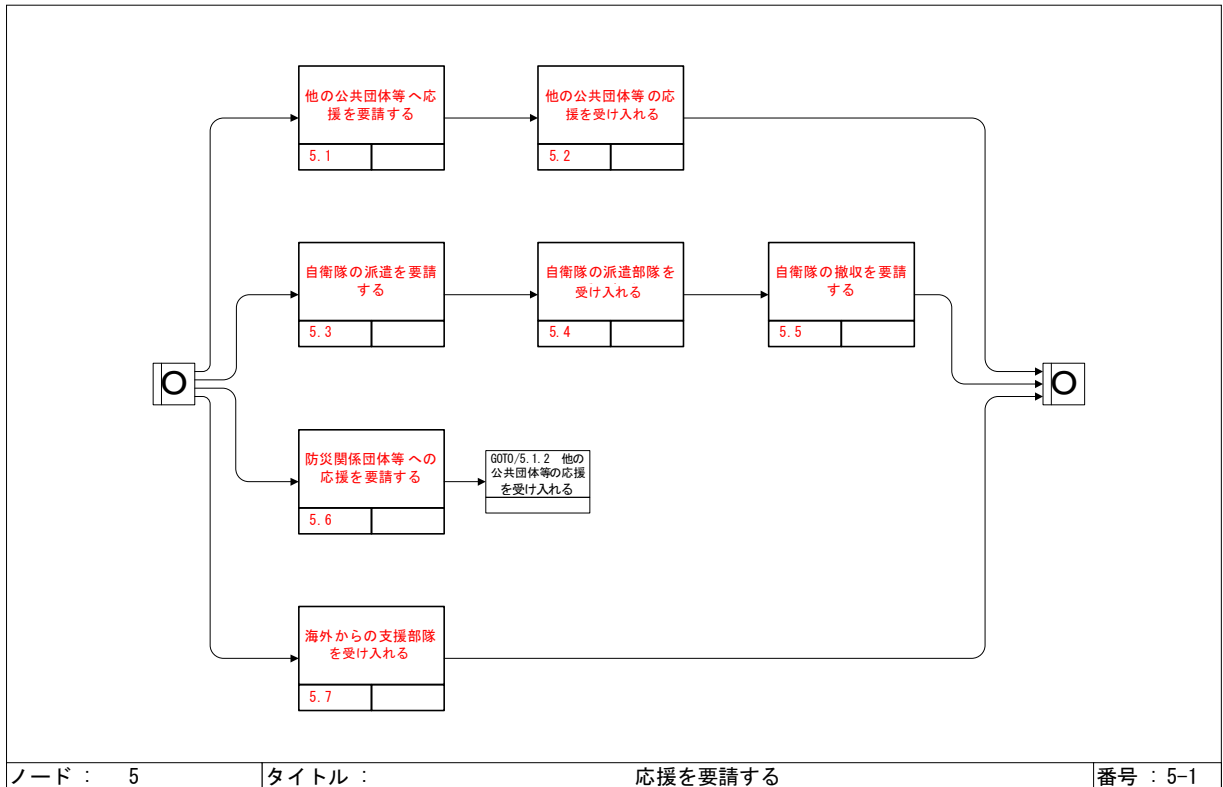 他の公共団体等へ応
援を要請する
5.1
他の公共団体等の応
援を受け入れる
5.2
自衛隊の派遣を要請
する
5.3
自衛隊の派遣部隊を
受け入れる
5.4
自衛隊の撤収を要請
する
5.5
防災関係団体等への
応援を要請する
5.6
GOTO/5.1.2 他の
公共団体等の応援
を受け入れる
海外からの支援部隊
を受け入れる
5.7
ノード： 5 タイトル： 応援を要請する 番号：5-1